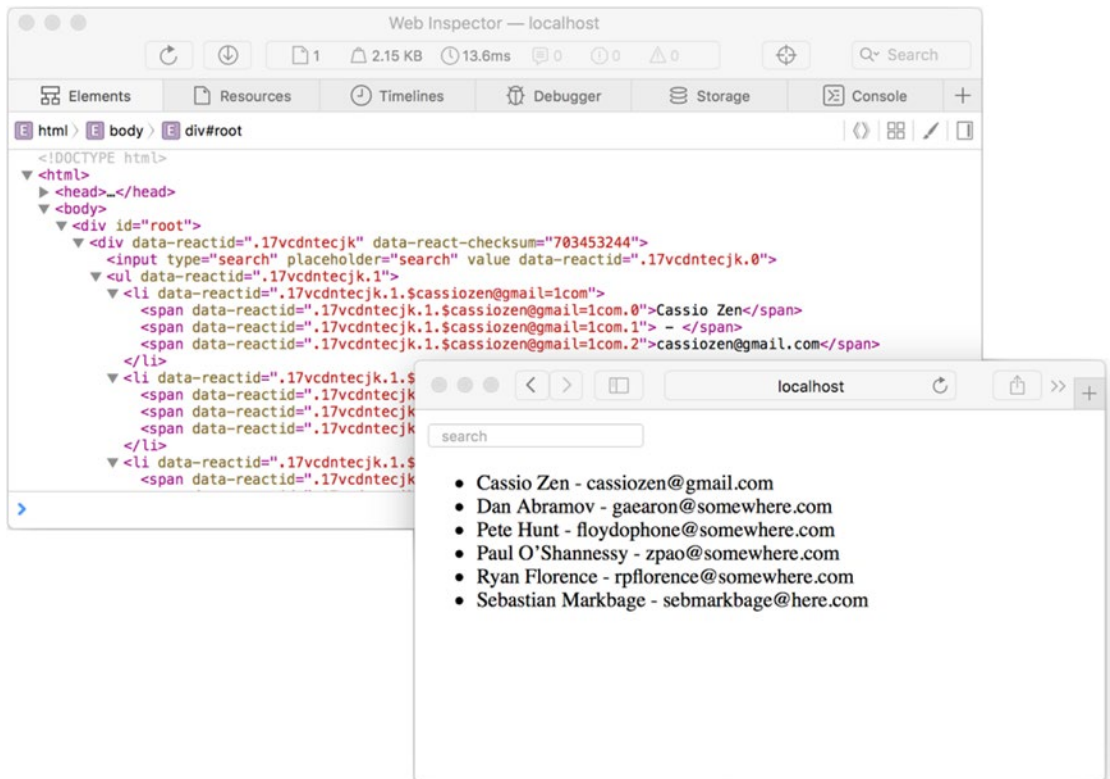 Web Inspector — localhost
1 2.15 KB 13.6ms 0 0 0 Search
Elements Resources Timelines Debugger Storage Console +
E html E body E div#root
<!DOCTYPE html>
<html>
<head>…</head>
<body>
<div id="root">
<div data-reactid=".17vcdntecjk" data-react-checksum="703453244">
<input type="search" placeholder="search" value data-reactid=".17vcdntecjk.0">
<ul data-reactid=".17vcdntecjk.1">
<li data-reactid=".17vcdntecjk.1.$cassiozen@gmail=1com">
<span data-reactid=".17vcdntecjk.1.$cassiozen@gmail=1com.0">Cassio Zen</span>
<span data-reactid=".17vcdntecjk.1.$cassiozen@gmail=1com.1"> - </span>
<span data-reactid=".17vcdntecjk.1.$cassiozen@gmail=1com.2">cassiozen@gmail.com</span>
</li>
<li data-reactid=".17vcdntecjk.1.$
<span data-reactid=".17vcdntecjk
<span data-reactid=".17vcdntecjk
<span data-reactid=".17vcdntecjk
</li>
<li data-reactid=".17vcdntecjk.1.$
<span data-reactid=".17vcdntecjk
>
localhost
search
• Cassio Zen - cassiozen@gmail.com
• Dan Abramov - gaearon@somewhere.com
• Pete Hunt - floydophone@somewhere.com
• Paul O’Shannessy - zpao@somewhere.com
• Ryan Florence - rpflorence@somewhere.com
• Sebastian Markbage - sebmarkbage@here.com